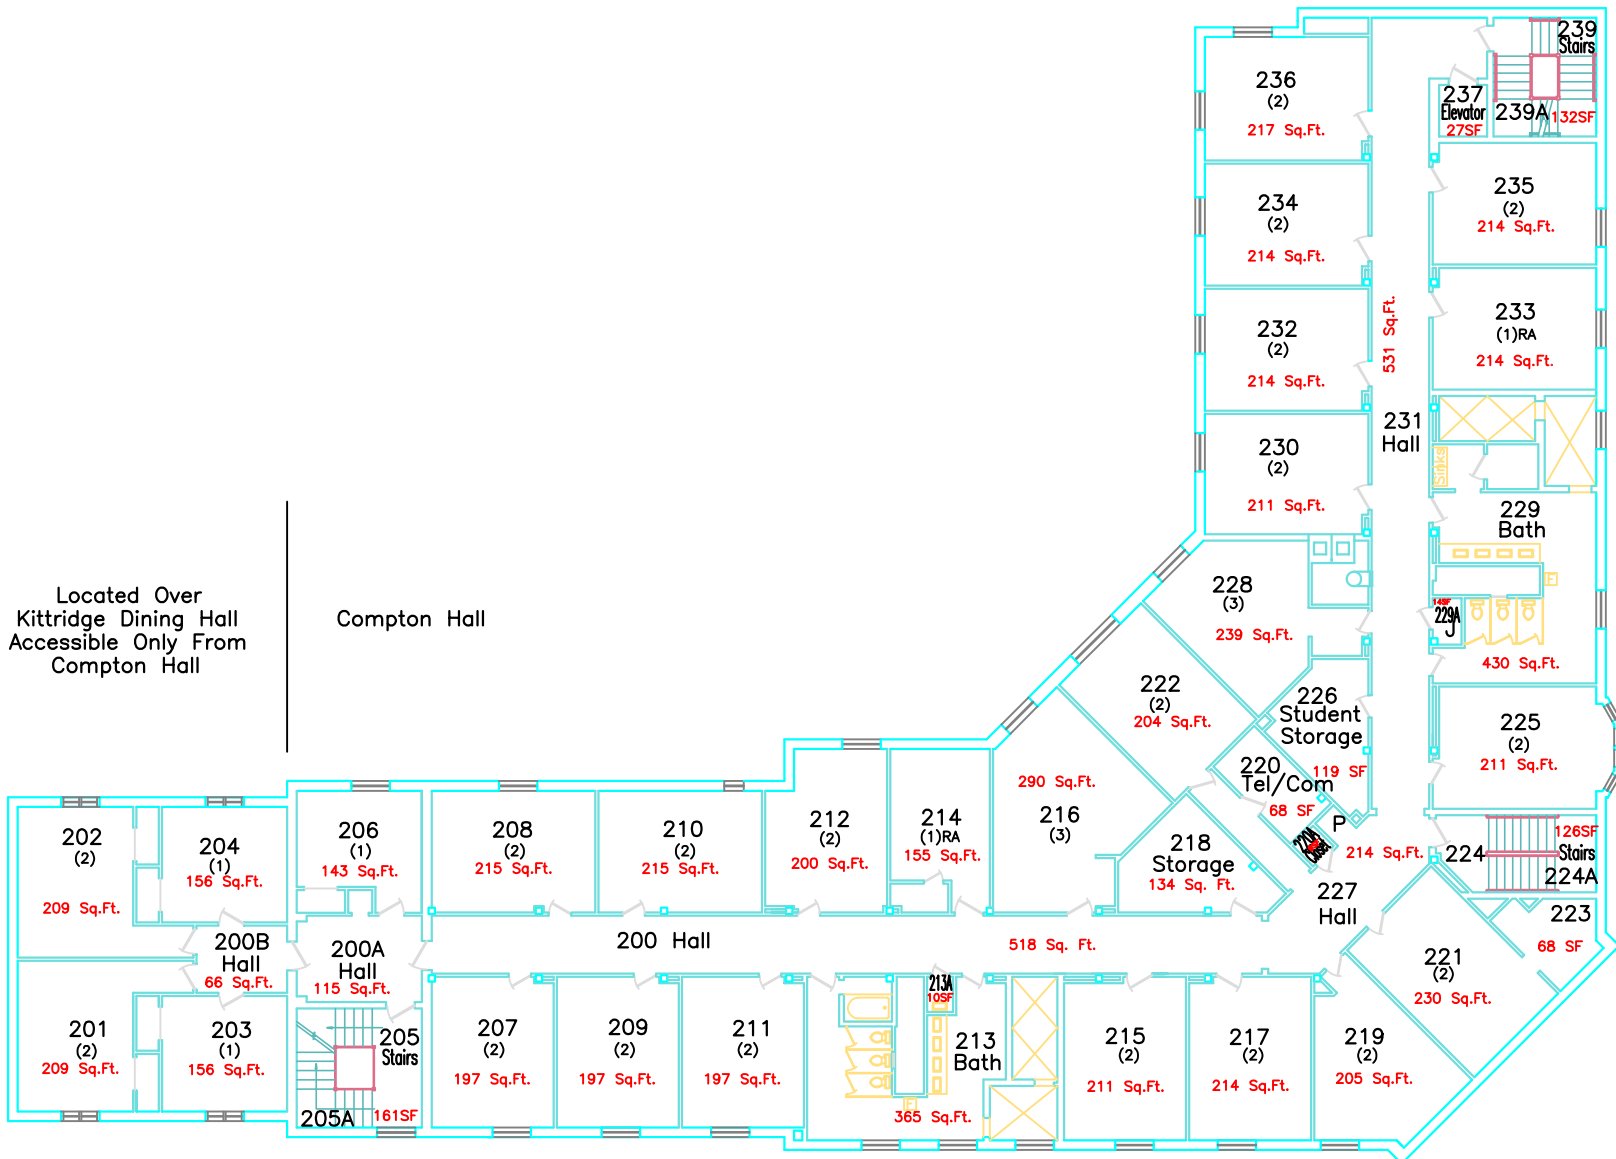 239
Stairs
236
(2)
217 Sq.Ft.
237
Elevator
27SF
239A
132SF
235
(2)
214 Sq.Ft.
234
(2)
214 Sq.Ft.
233
(1)RA
214 Sq.Ft.
232
(2)
214 Sq.Ft.
531 Sq.Ft.
231
Hall
230
(2)
211 Sq.Ft.
Sinks
229
Bath
F
228
(3)
239 Sq.Ft.
14SF
229A
J
430 Sq.Ft.
Located Over
Kittridge Dining Hall
Accessible Only From
Compton Hall
Compton Hall
222
(2)
204 Sq.Ft.
226
Student
Storage
119 SF
225
(2)
211 Sq.Ft.
220
Tel/Com
68 SF
290 Sq.Ft.
216
(3)
P
220A
Closet
214 Sq.Ft.
126SF
224
Stairs
224A
202
(2)
209 Sq.Ft.
204
(1)
156 Sq.Ft.
206
(1)
143 Sq.Ft.
208
(2)
215 Sq.Ft.
210
(2)
215 Sq.Ft.
212
(2)
200 Sq.Ft.
214
(1)RA
155 Sq.Ft.
218
Storage
134 Sq. Ft.
227
Hall
223
68 SF
200B
Hall
66 Sq.Ft.
200A
Hall
115 Sq.Ft.
200 Hall
518 Sq. Ft.
221
(2)
230 Sq.Ft.
201
(2)
209 Sq.Ft.
203
(1)
156 Sq.Ft.
205
Stairs
205A
161SF
207
(2)
197 Sq.Ft.
209
(2)
197 Sq.Ft.
211
(2)
197 Sq.Ft.
213A
10SF
213
Bath
F
365 Sq.Ft.
215
(2)
211 Sq.Ft.
217
(2)
214 Sq.Ft.
219
(2)
205 Sq.Ft.